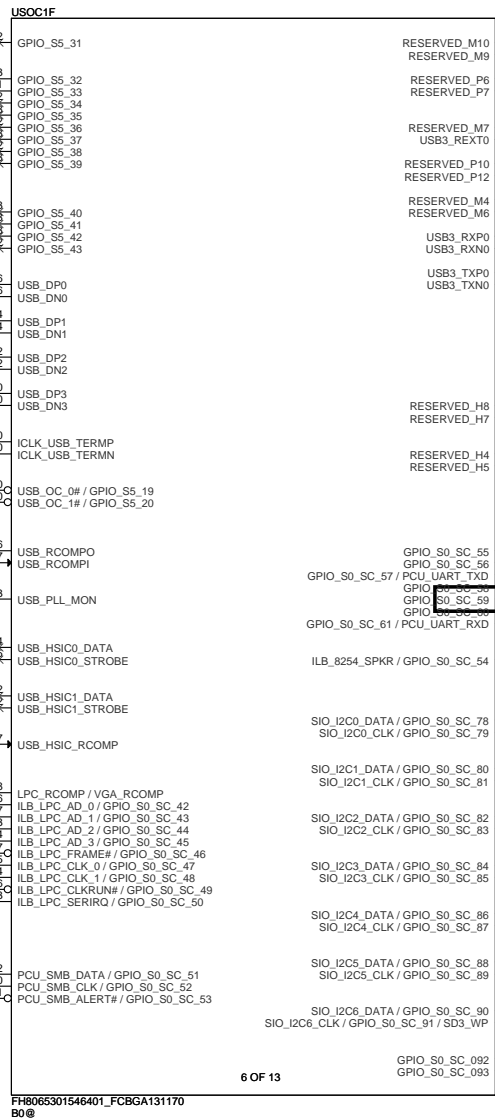 USOC1F
GPIO_S5_31
RESERVED_M10
RESERVED_M9
GPIO_S5_32
RESERVED_P6
GPIO_S5_33
RESERVED_P7
GPIO_S5_34
GPIO_S5_35
GPIO_S5_36
RESERVED_M7
GPIO_S5_37
USB3_REXT0
GPIO_S5_38
GPIO_S5_39
RESERVED_P10
RESERVED_P12
RESERVED_M4
GPIO_S5_40
RESERVED_M6
GPIO_S5_41
GPIO_S5_42
USB3_RXP0
GPIO_S5_43
USB3_RXN0
USB3_TXP0
USB_DP0
USB3_TXN0
USB_DN0
USB_DP1
USB_DN1
USB_DP2
USB_DN2
USB_DP3
USB_DN3
RESERVED_H8
RESERVED_H7
ICLK_USB_TERMP
ICLK_USB_TERMN
RESERVED_H4
RESERVED_H5
USB_OC_0# / GPIO_S5_19
USB_OC_1# / GPIO_S5_20
USB_RCOMPO
GPIO_S0_SC_55
USB_RCOMPI
GPIO_S0_SC_56
GPIO_S0_SC_57 / PCU_UART_TXD
GPIO_S0_SC_58
USB_PLL_MON
GPIO_S0_SC_59
GPIO_S0_SC_60
GPIO_S0_SC_61 / PCU_UART_RXD
USB_HSIC0_DATA
USB_HSIC0_STROBE
ILB_8254_SPKR / GPIO_S0_SC_54
USB_HSIC1_DATA
USB_HSIC1_STROBE
SIO_I2C0_DATA / GPIO_S0_SC_78
SIO_I2C0_CLK / GPIO_S0_SC_79
USB_HSIC_RCOMP
SIO_I2C1_DATA / GPIO_S0_SC_80
SIO_I2C1_CLK / GPIO_S0_SC_81
LPC_RCOMP / VGA_RCOMP
ILB_LPC_AD_0 / GPIO_S0_SC_42
ILB_LPC_AD_1 / GPIO_S0_SC_43
SIO_I2C2_DATA / GPIO_S0_SC_82
ILB_LPC_AD_2 / GPIO_S0_SC_44
SIO_I2C2_CLK / GPIO_S0_SC_83
ILB_LPC_AD_3 / GPIO_S0_SC_45
ILB_LPC_FRAME# / GPIO_S0_SC_46
ILB_LPC_CLK_0 / GPIO_S0_SC_47
SIO_I2C3_DATA / GPIO_S0_SC_84
ILB_LPC_CLK_1 / GPIO_S0_SC_48
SIO_I2C3_CLK / GPIO_S0_SC_85
ILB_LPC_CLKRUN# / GPIO_S0_SC_49
ILB_LPC_SERIRQ / GPIO_S0_SC_50
SIO_I2C4_DATA / GPIO_S0_SC_86
SIO_I2C4_CLK / GPIO_S0_SC_87
SIO_I2C5_DATA / GPIO_S0_SC_88
PCU_SMB_DATA / GPIO_S0_SC_51
SIO_I2C5_CLK / GPIO_S0_SC_89
PCU_SMB_CLK / GPIO_S0_SC_52
PCU_SMB_ALERT# / GPIO_S0_SC_53
SIO_I2C6_DATA / GPIO_S0_SC_90
SIO_I2C6_CLK / GPIO_S0_SC_91 / SD3_WP
GPIO_S0_SC_092
GPIO_S0_SC_093
6 OF 13
FH8065301546401_FCBGA131170
B0@